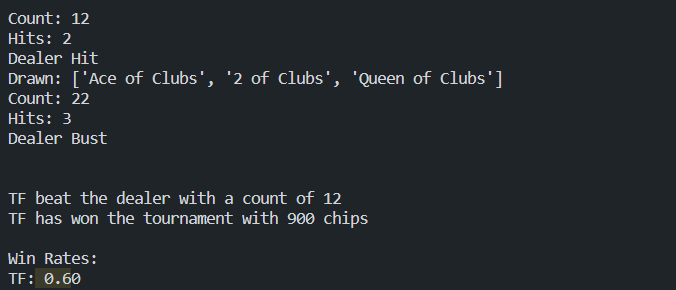 Count: 12
Hits: 2
Dealer Hit
Drawn: ['Ace of Clubs', '2 of Clubs', 'Queen of Clubs']
Count: 22
Hits: 3
Dealer Bust
TF beat the dealer with a count of 12
TF has won the tournament with 900 chips
Win Rates:
TF: 0.60